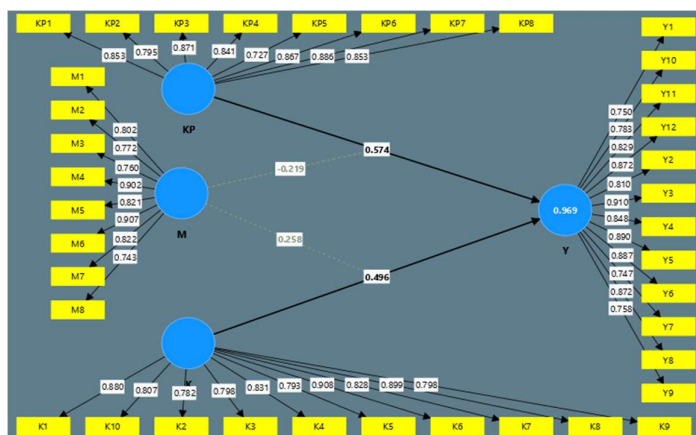 KP1 KP2 KP3 KP4 KP5 KP6 KP7 KP8
0.853 0.795 0.871 0.841 0.727 0.867 0.886 0.853
KP
M1
M2
M3
M4
M5
M6
M7
M8
0.802
0.772
0.760
0.902
0.821
0.907
0.822
0.743
M
0.574
-0.219
0.258
0.496
0.969
Y
Y1
Y10
Y11
Y12
Y2
Y3
Y4
Y5
Y6
Y7
Y8
Y9
0.750
0.783
0.829
0.872
0.810
0.910
0.848
0.890
0.887
0.747
0.872
0.758
K
0.880 0.807 0.782 0.798 0.831 0.793 0.908 0.828 0.899 0.798
K1 K10 K2 K3 K4 K5 K6 K7 K8 K9